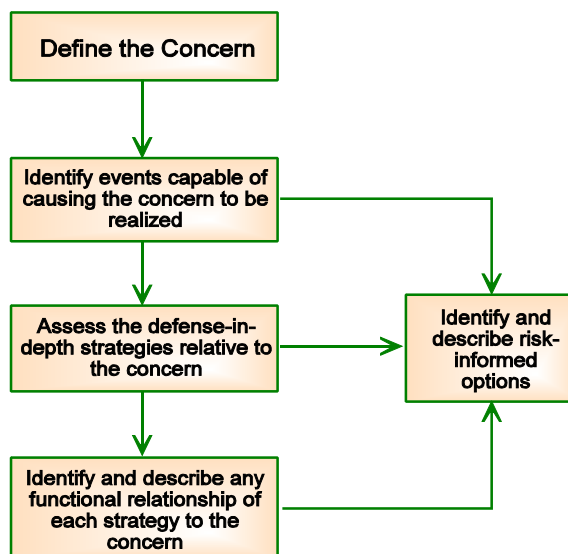 Define the Concern
Identify events capable of
causing the concern to be
realized
Assess the defense-in-
depth strategies relative to
the concern
Identify and
describe risk-
informed
options
Identify and describe any
functional relationship of
each strategy to the
concern